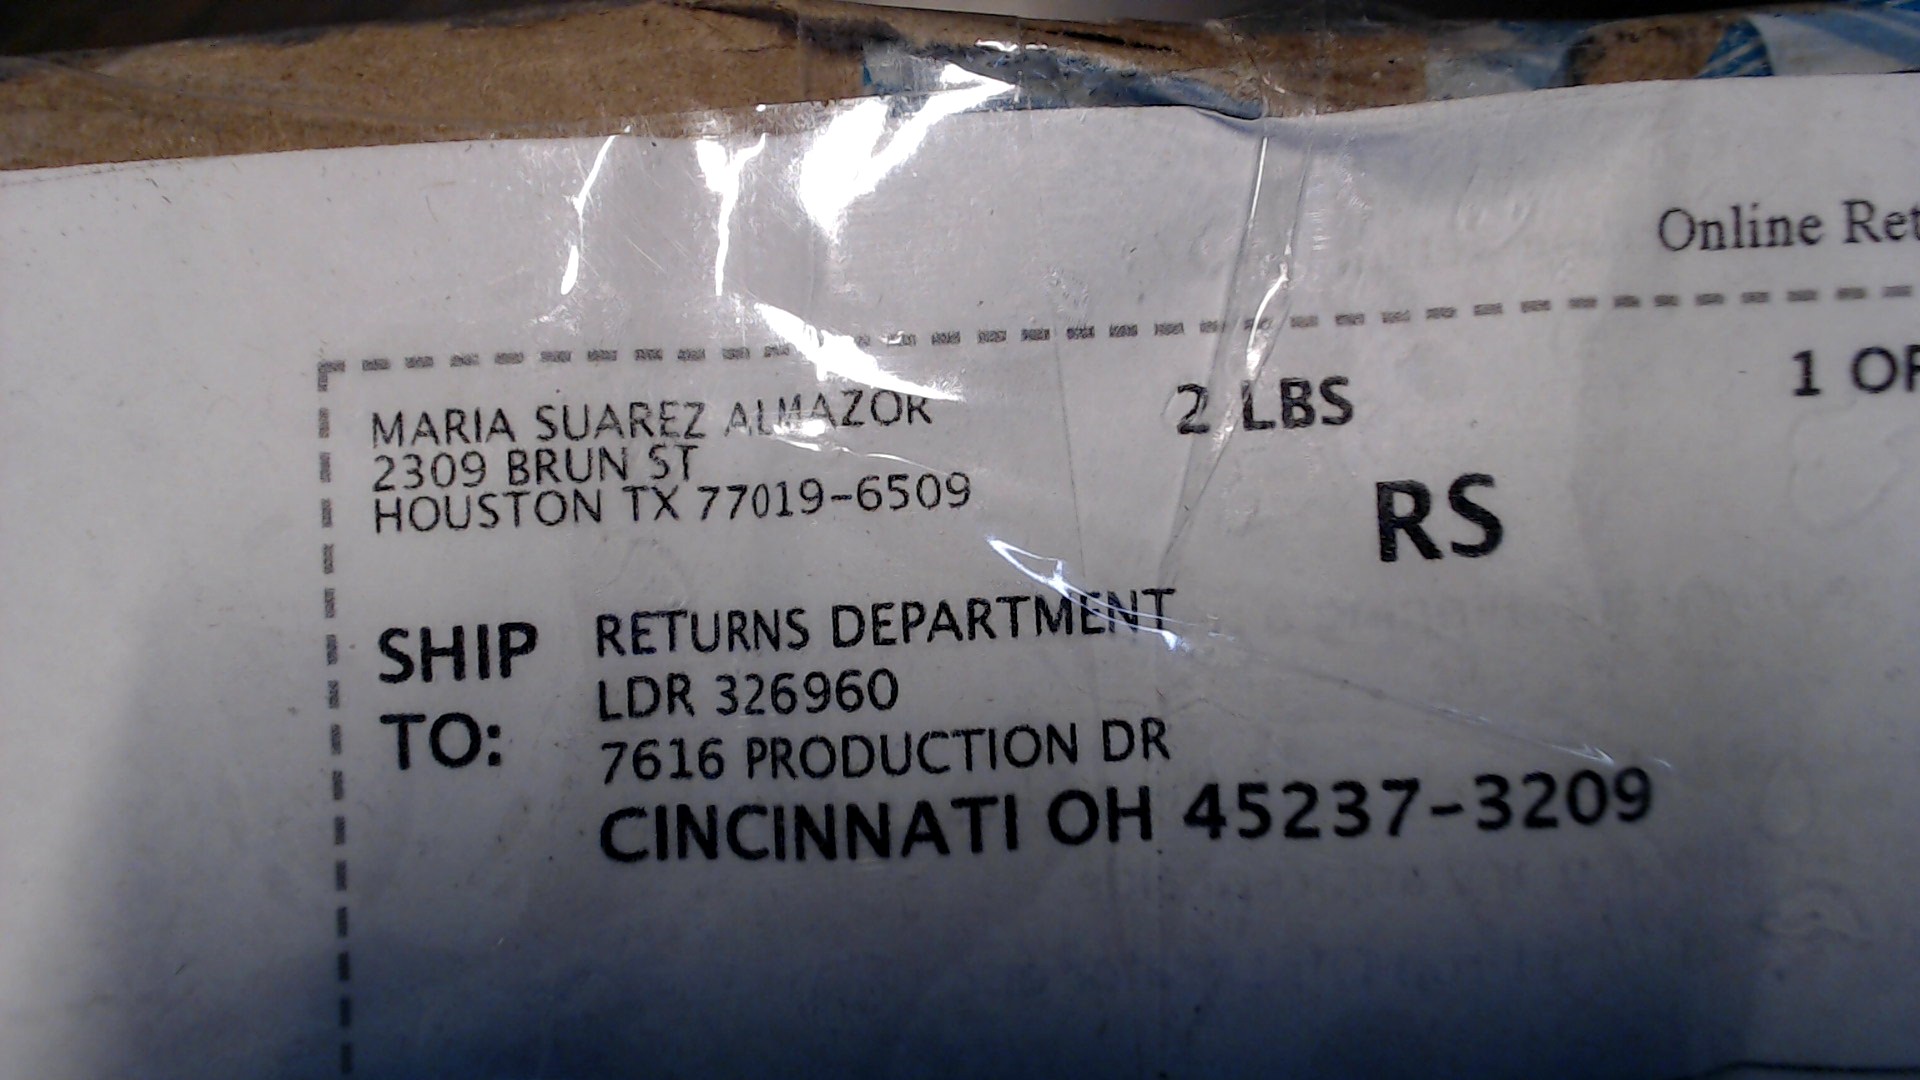 Online Ret
MARIA SUAREZ ALMAZOR 2 LBS 1 OF
2309 BRUN ST
HOUSTON TX 77019-6509
RS
SHIP TO:
RETURNS DEPARTMENT
LDR 326960
7616 PRODUCTION DR
CINCINNATI OH 45237-3209